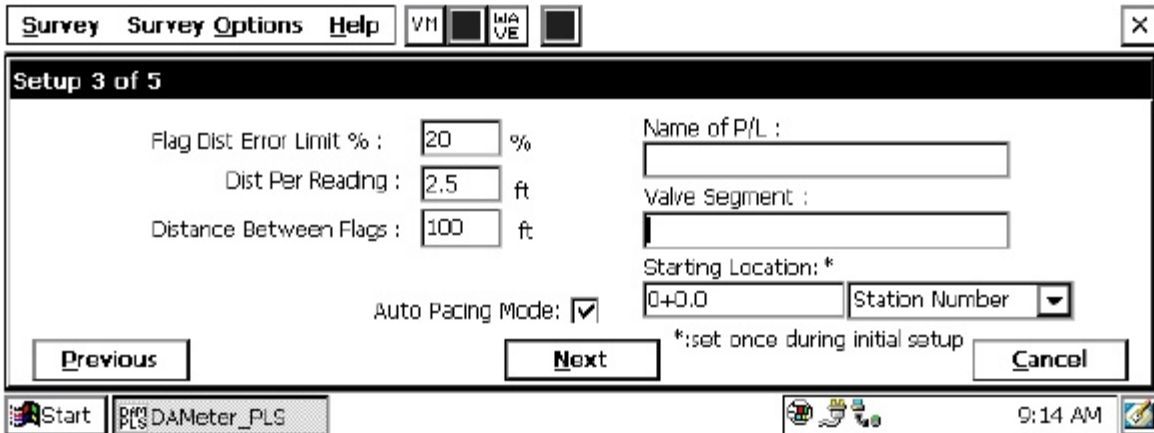 Survey Survey Options Help VM WA VE X
Setup 3 of 5
Flag Dist Error Limit % : 20 %
Dist Per Reading : 2.5 ft
Distance Between Flags : 100 ft
Auto Pacing Mode:
Name of P/L :
Valve Segment :
Starting Location: *
0+0.0 Station Number
*:set once during initial setup
Previous Next Cancel
Start DAMeter_PLS 9:14 AM